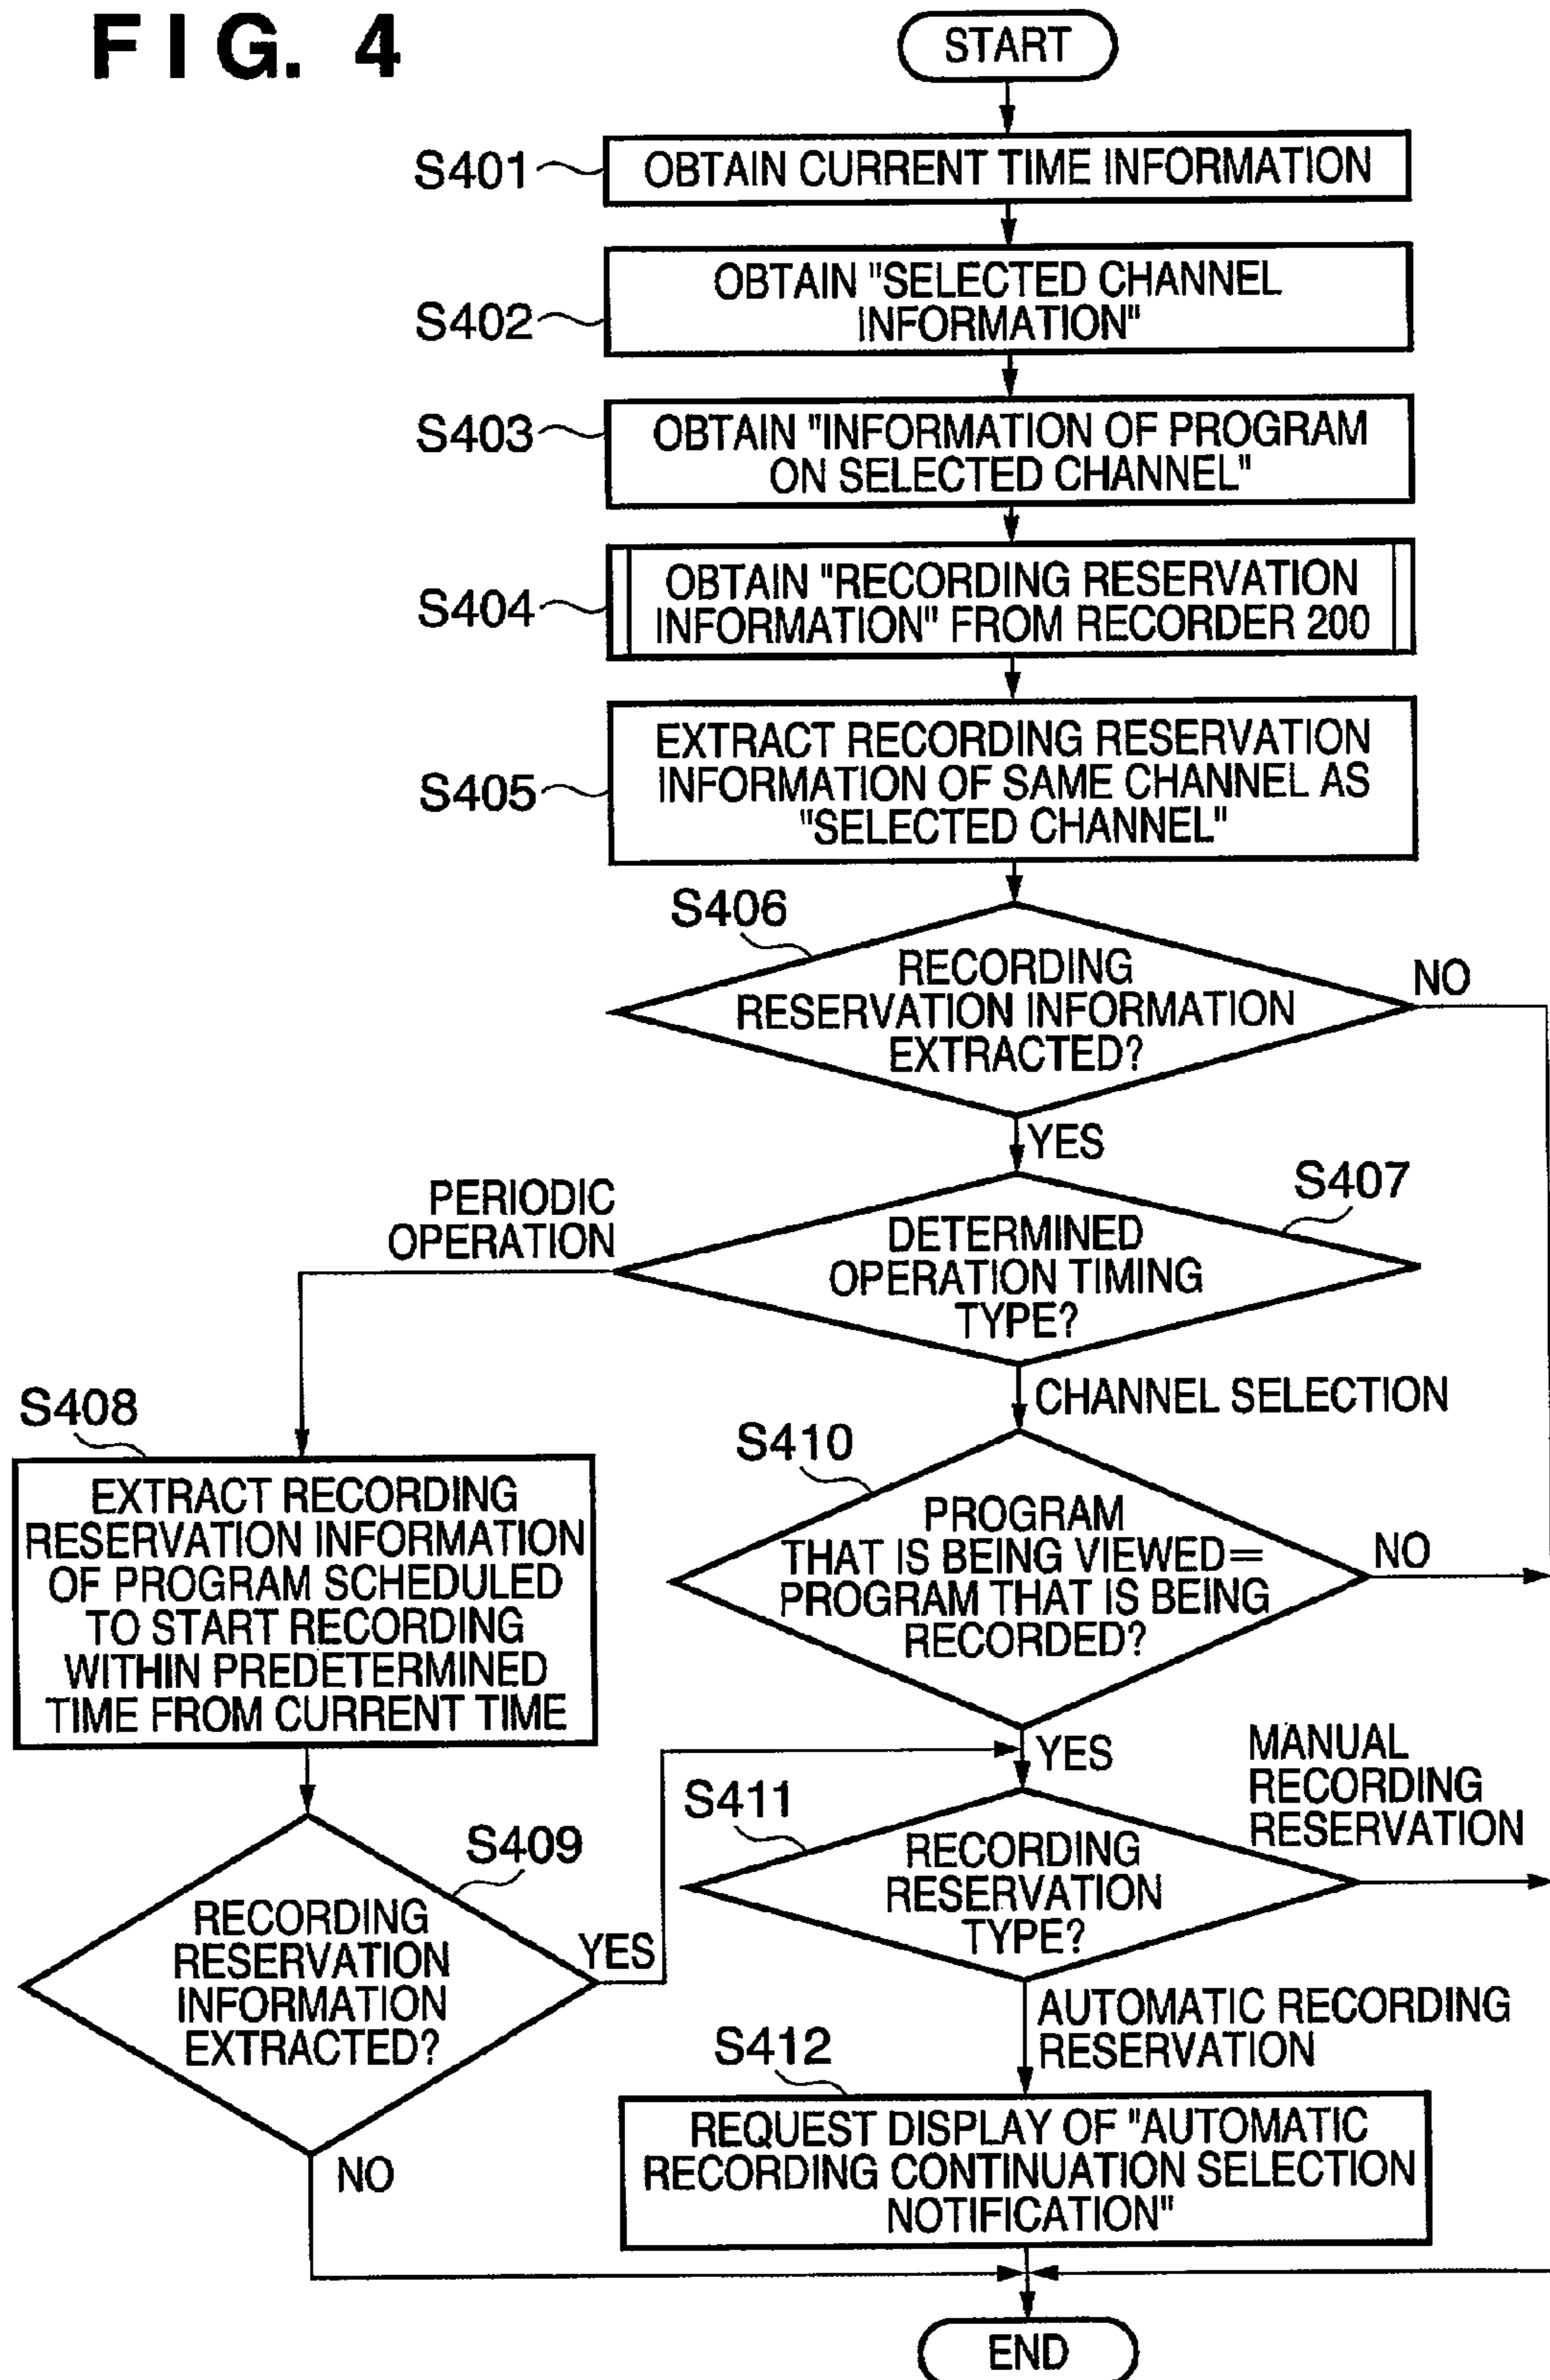 FIG. 4
START
S401
OBTAIN CURRENT TIME INFORMATION
S402
OBTAIN "SELECTED CHANNEL
INFORMATION"
S403
OBTAIN "INFORMATION OF PROGRAM
ON SELECTED CHANNEL"
S404
OBTAIN "RECORDING RESERVATION
INFORMATION" FROM RECORDER 200
S405
EXTRACT RECORDING RESERVATION
INFORMATION OF SAME CHANNEL AS
"SELECTED CHANNEL"
S406
RECORDING
RESERVATION INFORMATION
EXTRACTED?
NO
YES
S407
DETERMINED
OPERATION TIMING
TYPE?
PERIODIC
OPERATION
CHANNEL SELECTION
S408
EXTRACT RECORDING
RESERVATION INFORMATION
OF PROGRAM SCHEDULED
TO START RECORDING
WITHIN PREDETERMINED
TIME FROM CURRENT TIME
S410
PROGRAM
THAT IS BEING VIEWED=
PROGRAM THAT IS BEING
RECORDED?
NO
YES
S409
RECORDING
RESERVATION
INFORMATION
EXTRACTED?
YES
NO
S411
RECORDING
RESERVATION
TYPE?
MANUAL
RECORDING
RESERVATION
AUTOMATIC RECORDING
RESERVATION
S412
REQUEST DISPLAY OF "AUTOMATIC
RECORDING CONTINUATION SELECTION
NOTIFICATION"
END